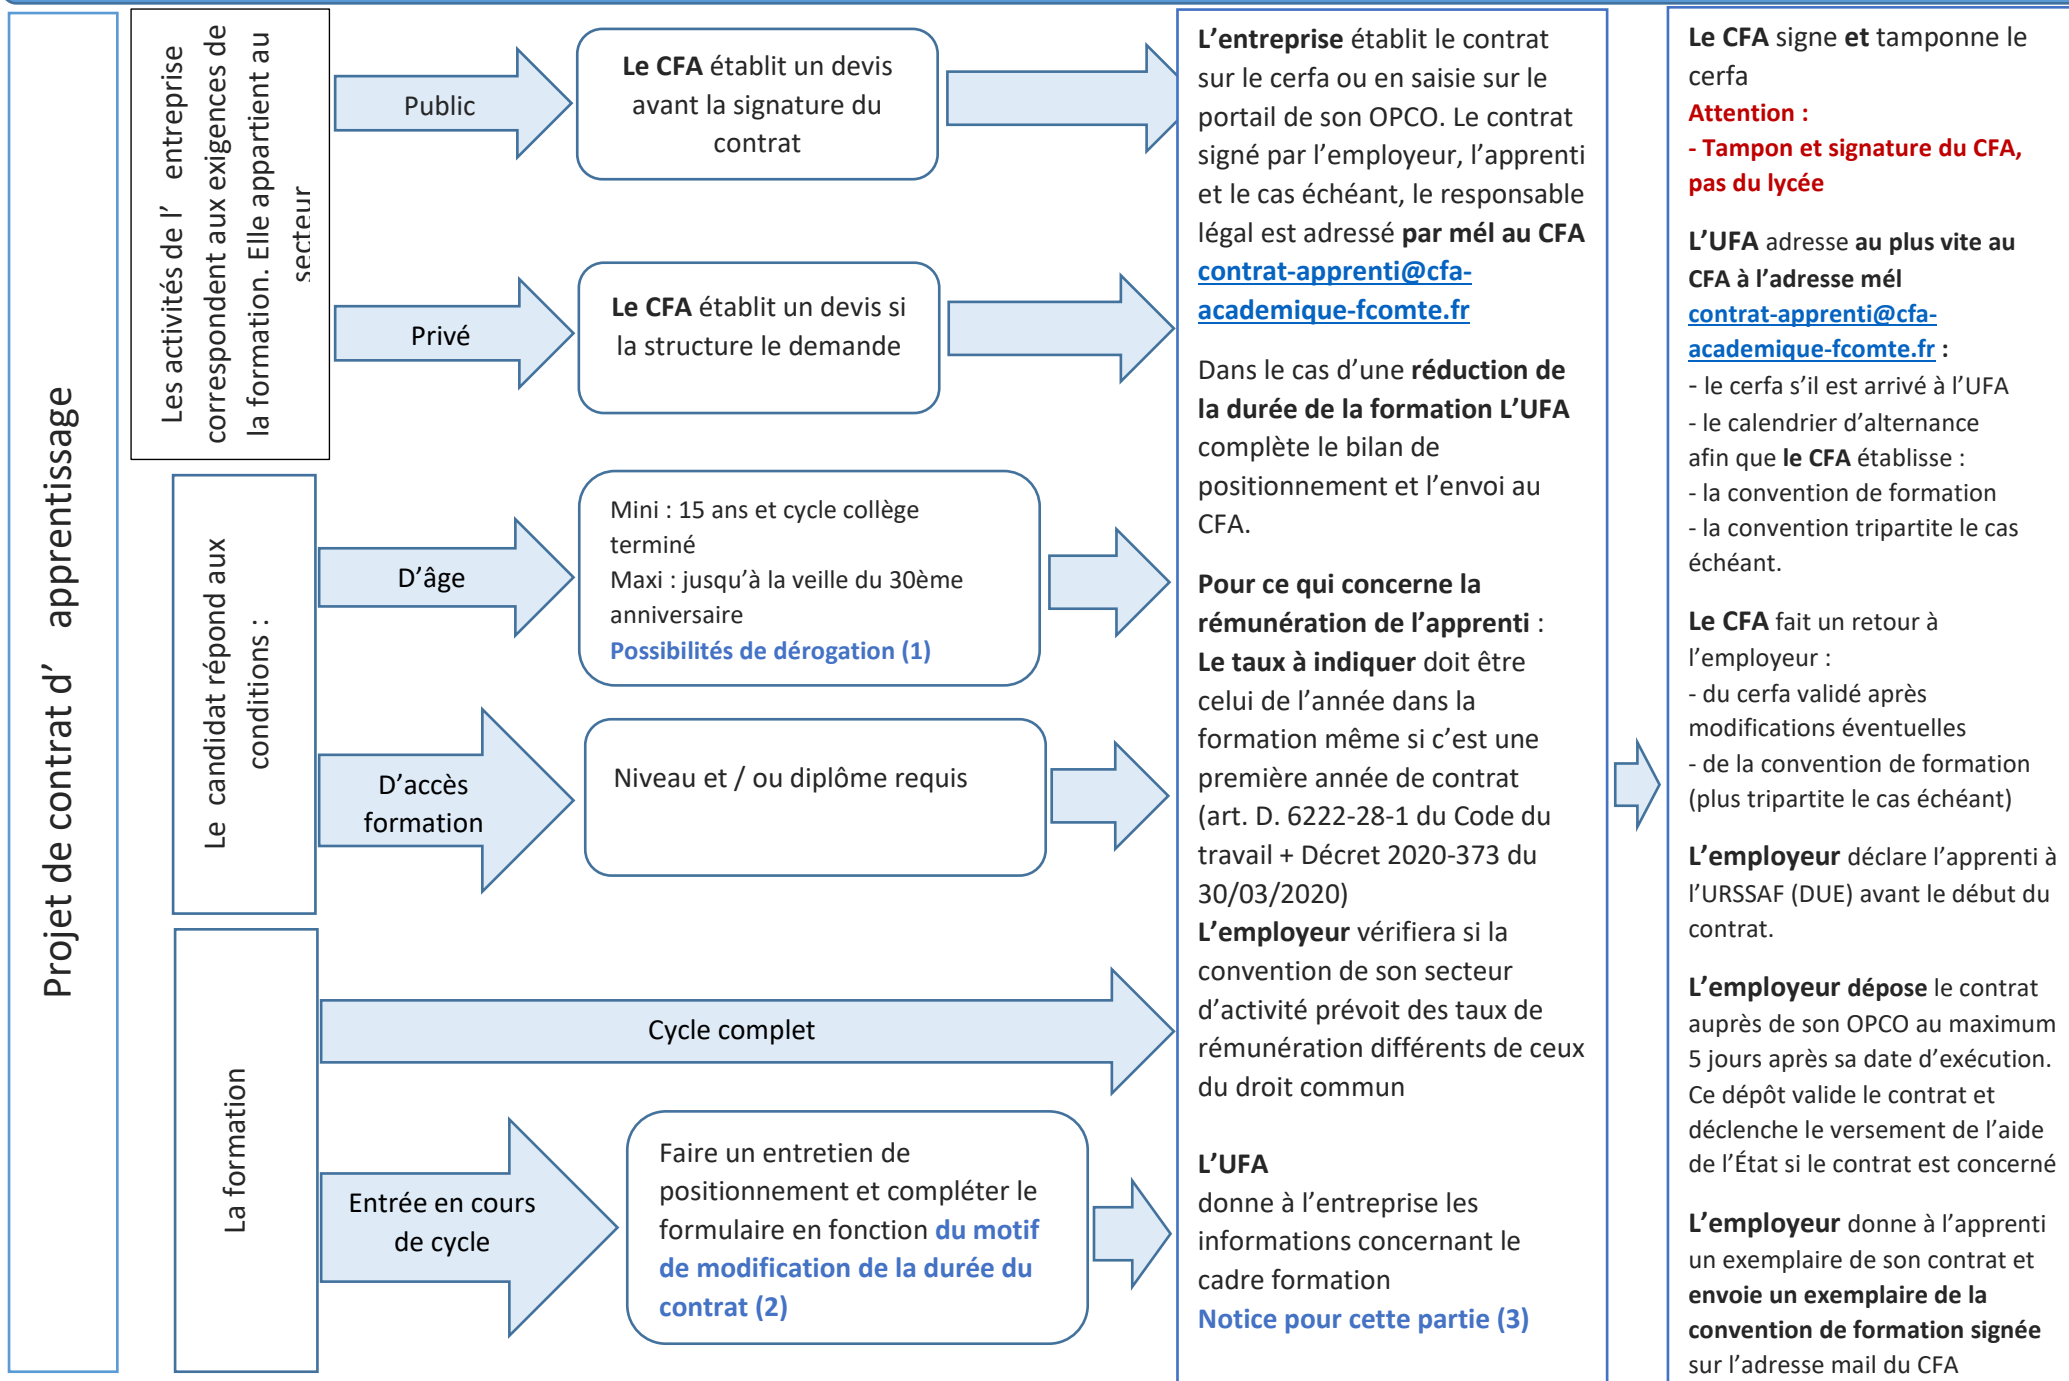 Projet de contrat d’ apprentissage
Les activités de l’ entreprise
correspondent aux exigences de
la formation. Elle appartient au
secteur
Public
Le CFA établit un devis
avant la signature du
contrat
Privé
Le CFA établit un devis si
la structure le demande
Le candidat répond aux
conditions :
D’âge
Mini : 15 ans et cycle collège
terminé
Maxi : jusqu’à la veille du 30ème
anniversaire
Possibilités de dérogation (1)
D’accès
formation
Niveau et / ou diplôme requis
La formation
Cycle complet
Entrée en cours
de cycle
Faire un entretien de
positionnement et compléter le
formulaire en fonction du motif
de modification de la durée du
contrat (2)
L’entreprise établit le contrat
sur le cerfa ou en saisie sur le
portail de son OPCO. Le contrat
signé par l’employeur, l’apprenti
et le cas échéant, le responsable
légal est adressé par mél au CFA
contrat-apprenti@cfa-
academique-fcomte.fr
Dans le cas d’une réduction de
la durée de la formation L’UFA
complète le bilan de
positionnement et l’envoi au
CFA.
Pour ce qui concerne la
rémunération de l’apprenti :
Le taux à indiquer doit être
celui de l’année dans la
formation même si c’est une
première année de contrat
(art. D. 6222-28-1 du Code du
travail + Décret 2020-373 du
30/03/2020)
L’employeur vérifiera si la
convention de son secteur
d’activité prévoit des taux de
rémunération différents de ceux
du droit commun
L’UFA
donne à l’entreprise les
informations concernant le
cadre formation
Notice pour cette partie (3)
Le CFA signe et tamponne le
cerfa
Attention :
- Tampon et signature du CFA,
pas du lycée
L’UFA adresse au plus vite au
CFA à l’adresse mél
contrat-apprenti@cfa-
academique-fcomte.fr :
- le cerfa s’il est arrivé à l’UFA
- le calendrier d’alternance
afin que le CFA établisse :
- la convention de formation
- la convention tripartite le cas
échéant.
Le CFA fait un retour à
l’employeur :
- du cerfa validé après
modifications éventuelles
- de la convention de formation
(plus tripartite le cas échéant)
L’employeur déclare l’apprenti à
l’URSSAF (DUE) avant le début du
contrat.
L’employeur dépose le contrat
auprès de son OPCO au maximum
5 jours après sa date d’exécution.
Ce dépôt valide le contrat et
déclenche le versement de l’aide
de l’État si le contrat est concerné
L’employeur donne à l’apprenti
un exemplaire de son contrat et
envoie un exemplaire de la
convention de formation signée
sur l’adresse mail du CFA